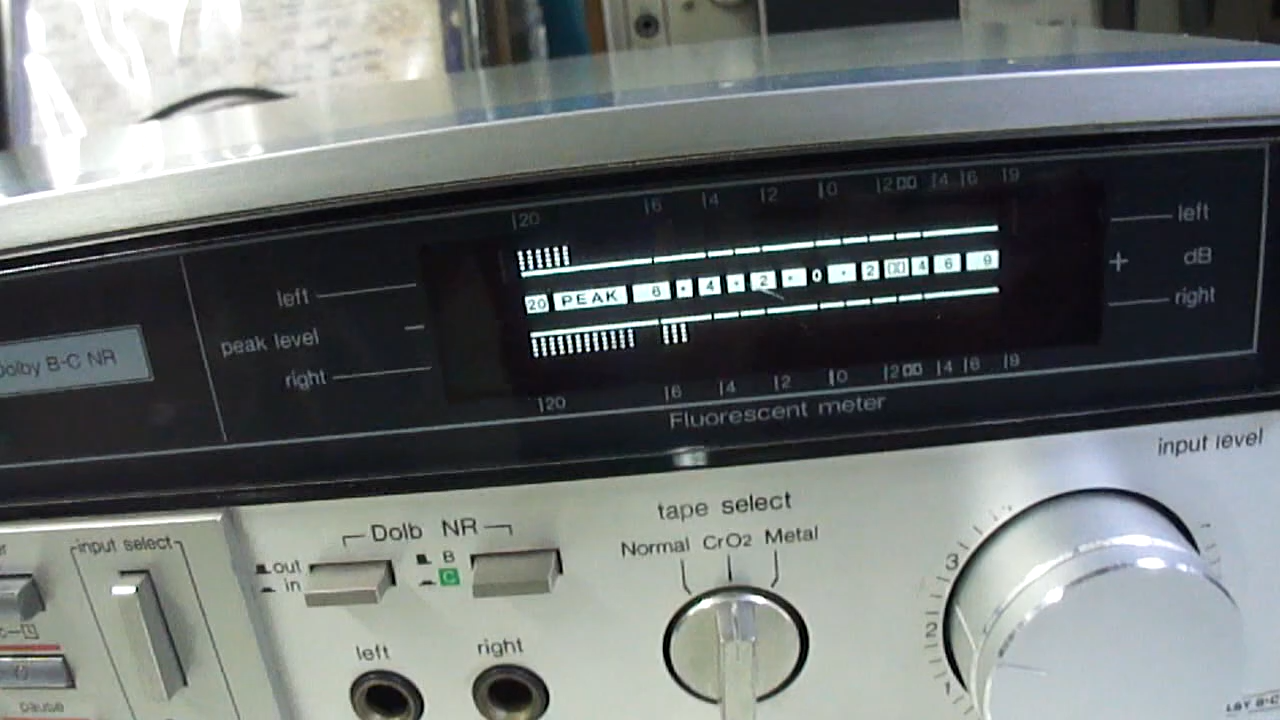 20 6 4 2 0 2 4 6 9
left
20 PEAK 6 4 2 0 2 4 6 9
left
dB
peak level
right
right
Dolby B-C NR
20 6 4 2 0 2 4 6 9
Fluorescent meter
input level
input select
Dolb NR
out
in
B
C
tape select
Normal CrO2 Metal
3
2
1
left
right
pause